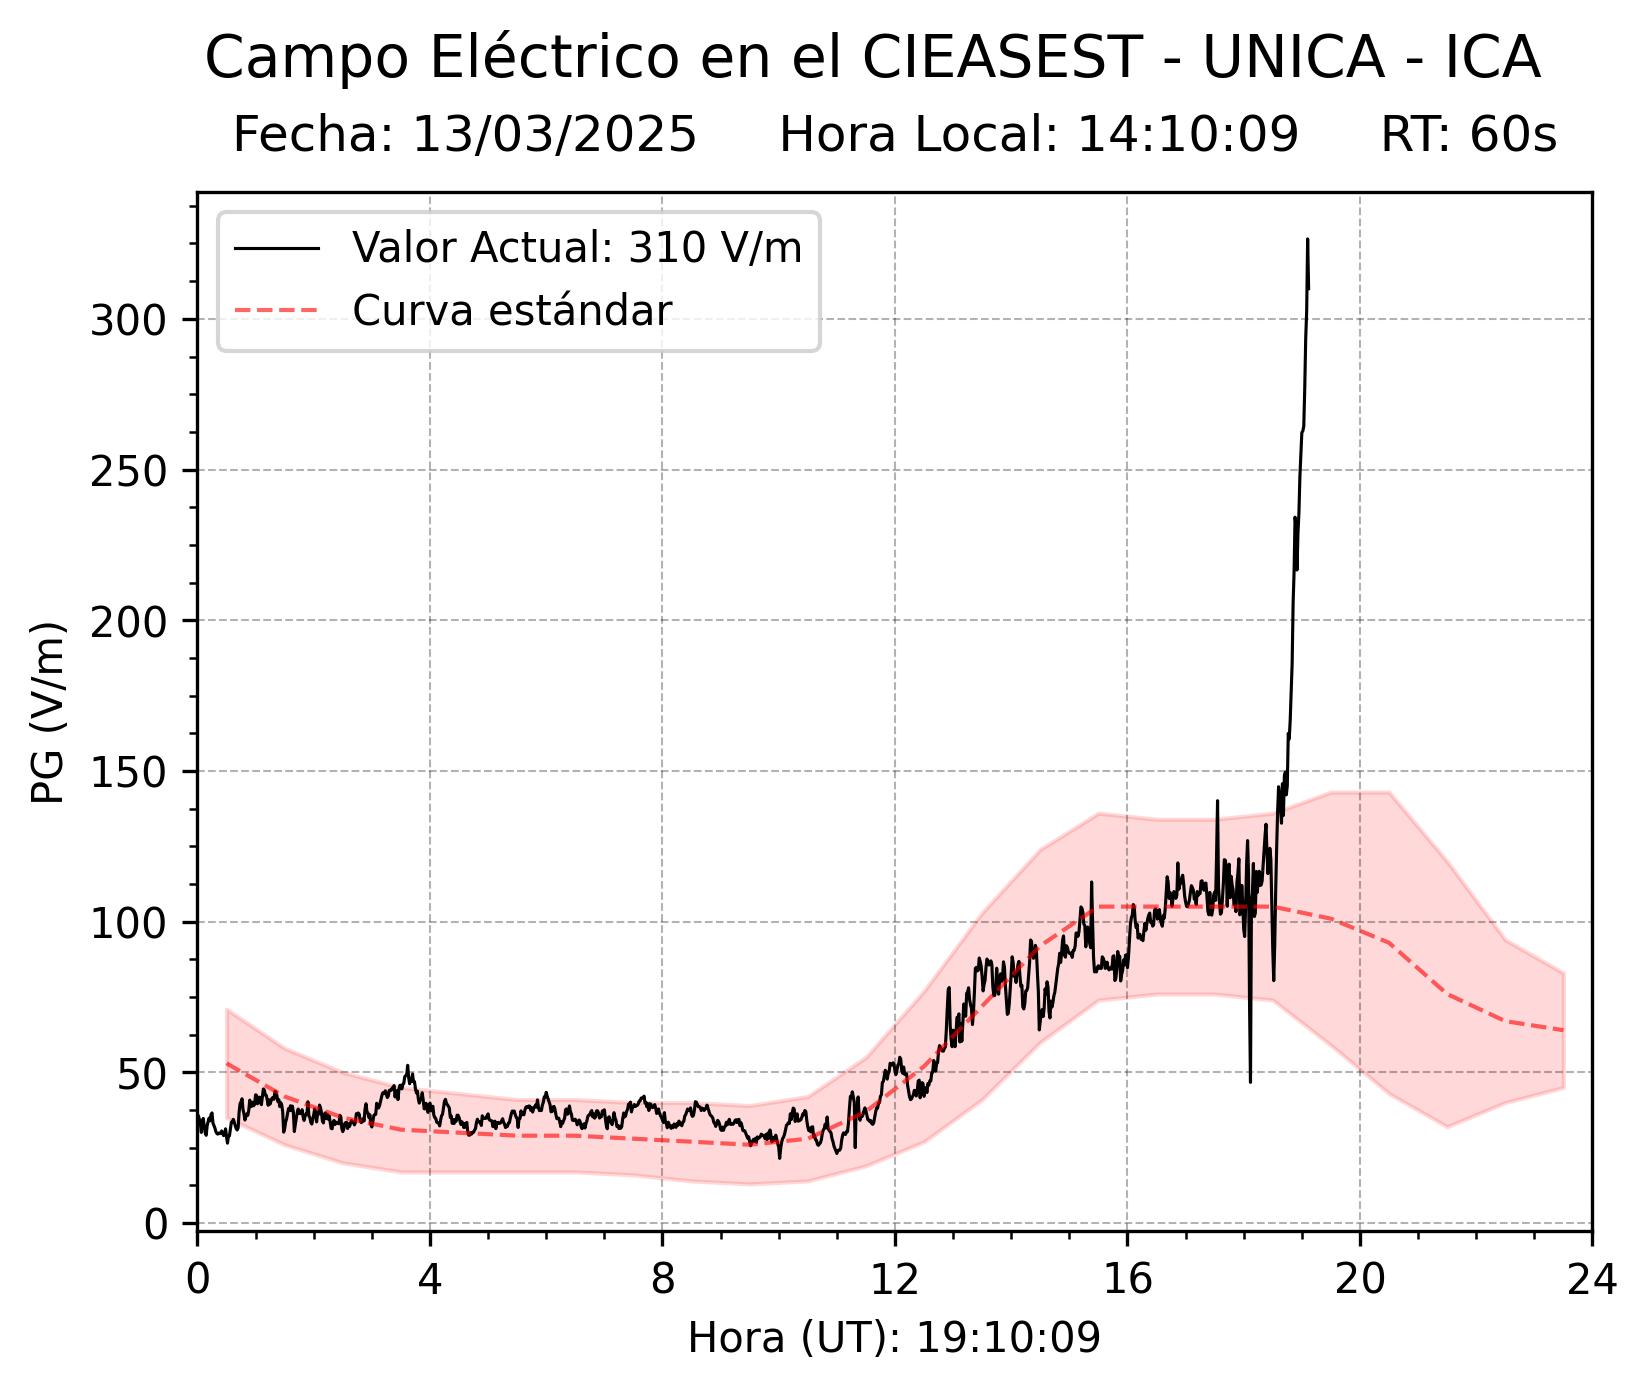 Campo Eléctrico en el CIEASEST - UNICA - ICA
Fecha: 13/03/2025 Hora Local: 14:10:09 RT: 60s
Valor Actual: 310 V/m
Curva estándar
PG (V/m)
300
250
200
150
100
50
0
0 4 8 12 16 20 24
Hora (UT): 19:10:09